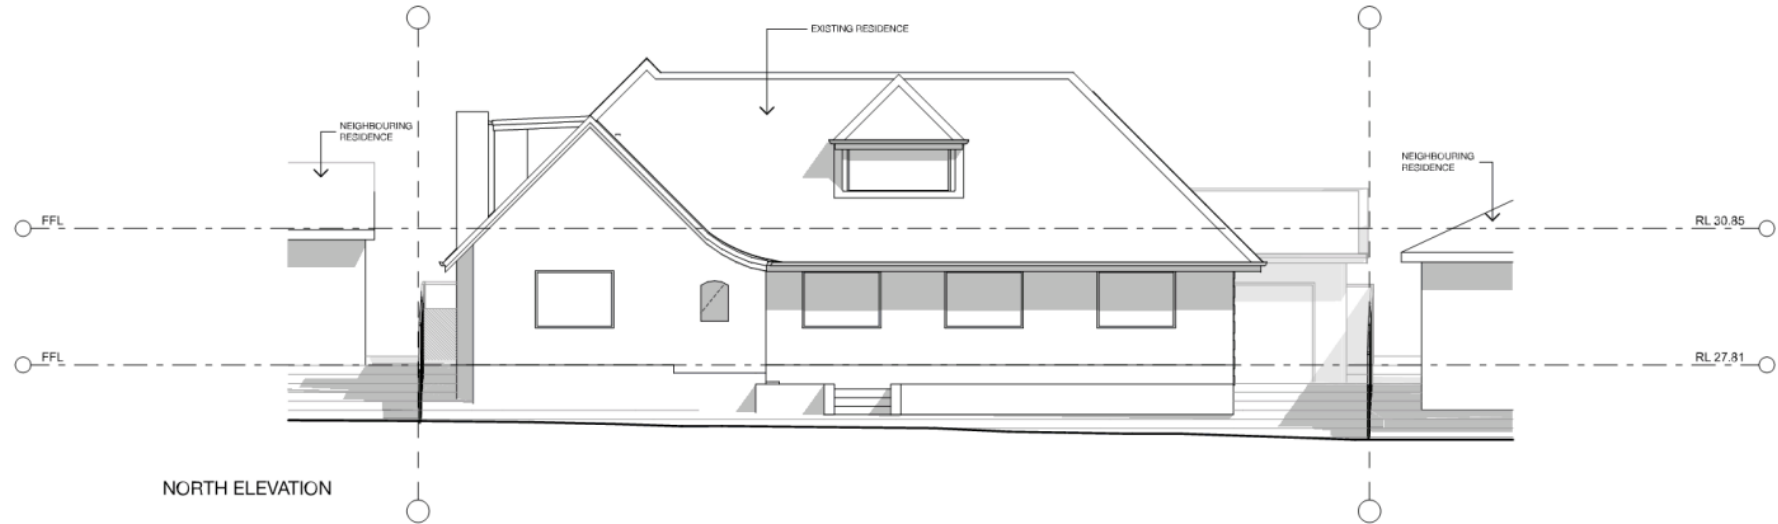 EXISTING RESIDENCE
NEIGHBOURING
RESIDENCE
NEIGHBOURING
RESIDENCE
FFL
RL 30.85
FFL
RL 27.81
NORTH ELEVATION